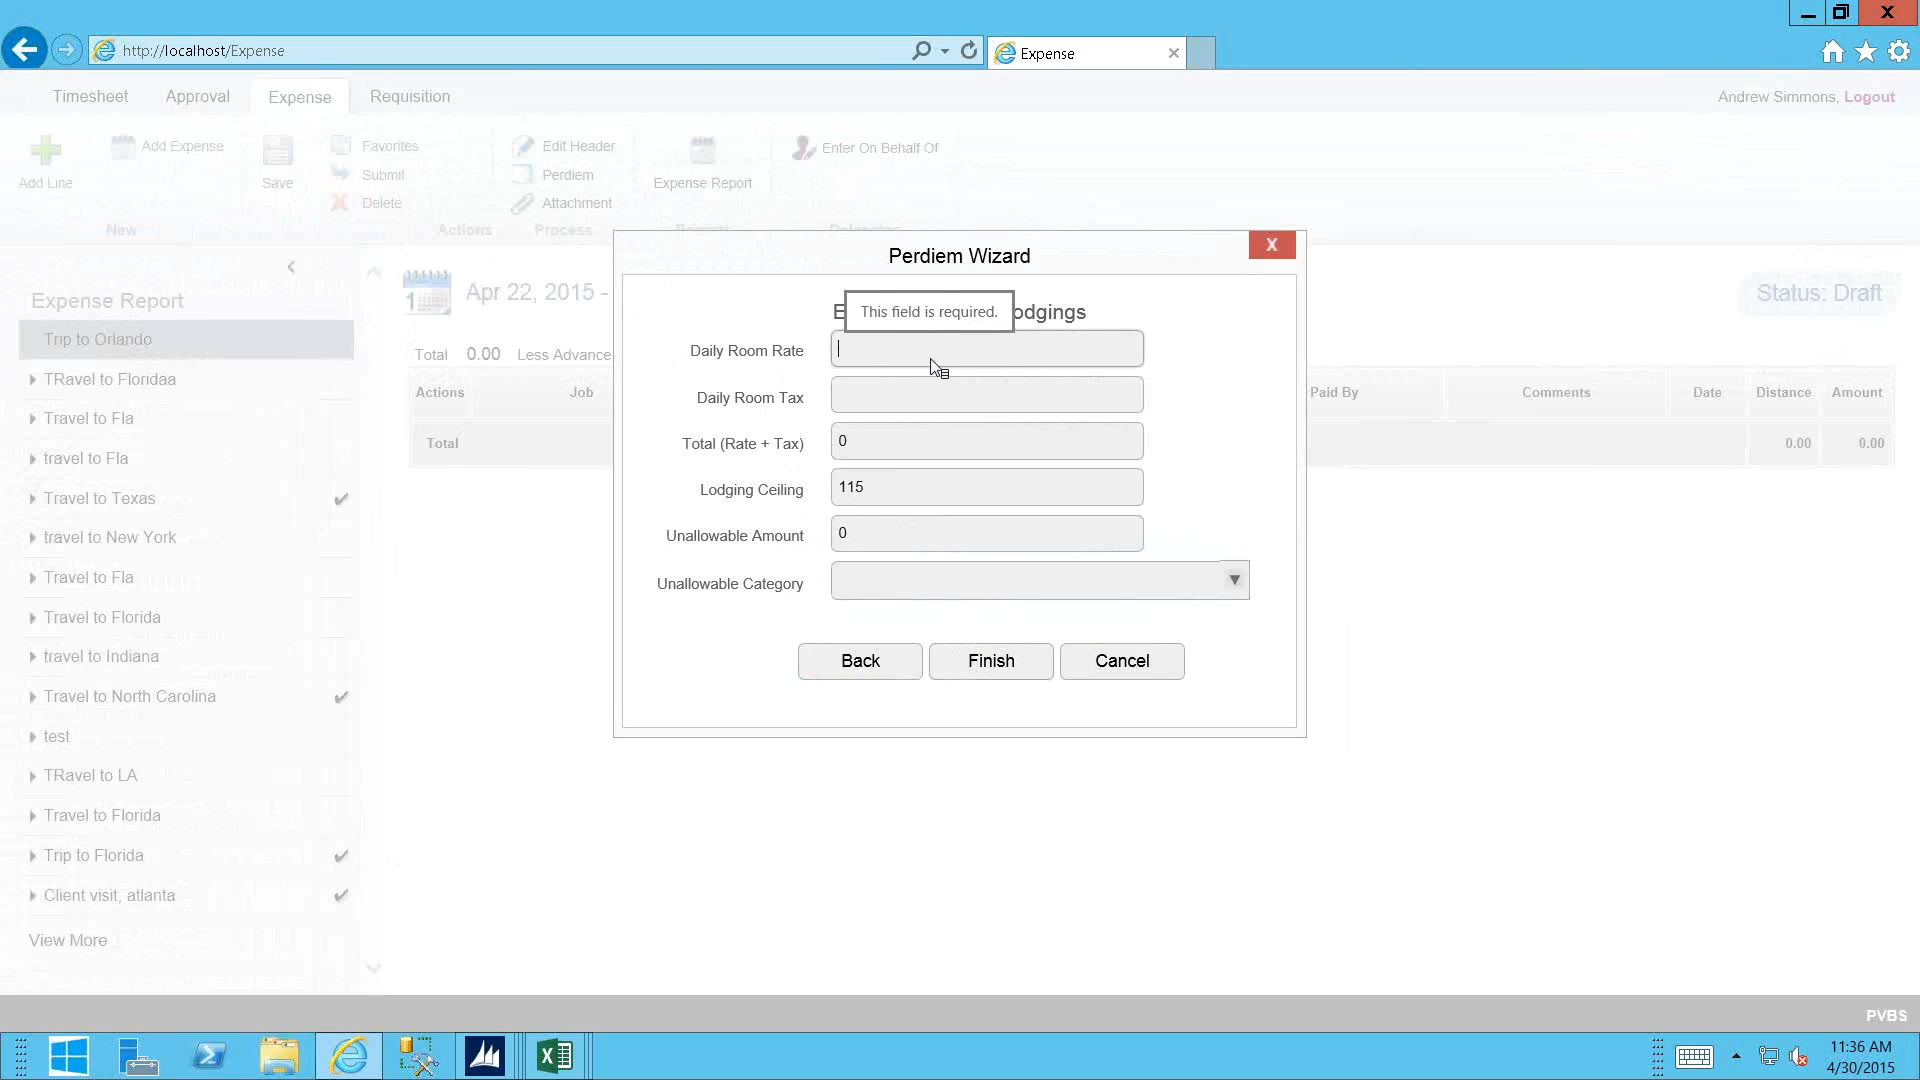 http://localhost/Expense
Expense
Timesheet Approval Expense Requisition
Andrew Simmons, Logout
Add Line
Add Expense
Save
Favorites
Submit
Delete
Edit Header
Perdiem
Attachment
Expense Report
Enter On Behalf Of
New Actions Process
Expense Report
Trip to Orlando
TRavel to Floridaa
Travel to Fla
travel to Fla
Travel to Texas
travel to New York
Travel to Fla
Travel to Florida
travel to Indiana
Travel to North Carolina
test
TRavel to LA
Travel to Florida
Trip to Florida
Client visit, atlanta
View More
1
Apr 22, 2015 -
Status: Draft
Total 0.00 Less Advance
Actions Job Paid By Comments Date Distance Amount
Total 0.00 0.00
Perdiem Wizard
X
E odgings
This field is required.
Daily Room Rate
Daily Room Tax
Total (Rate + Tax) 0
Lodging Ceiling 115
Unallowable Amount 0
Unallowable Category
Back Finish Cancel
PVBS
11:36 AM
4/30/2015